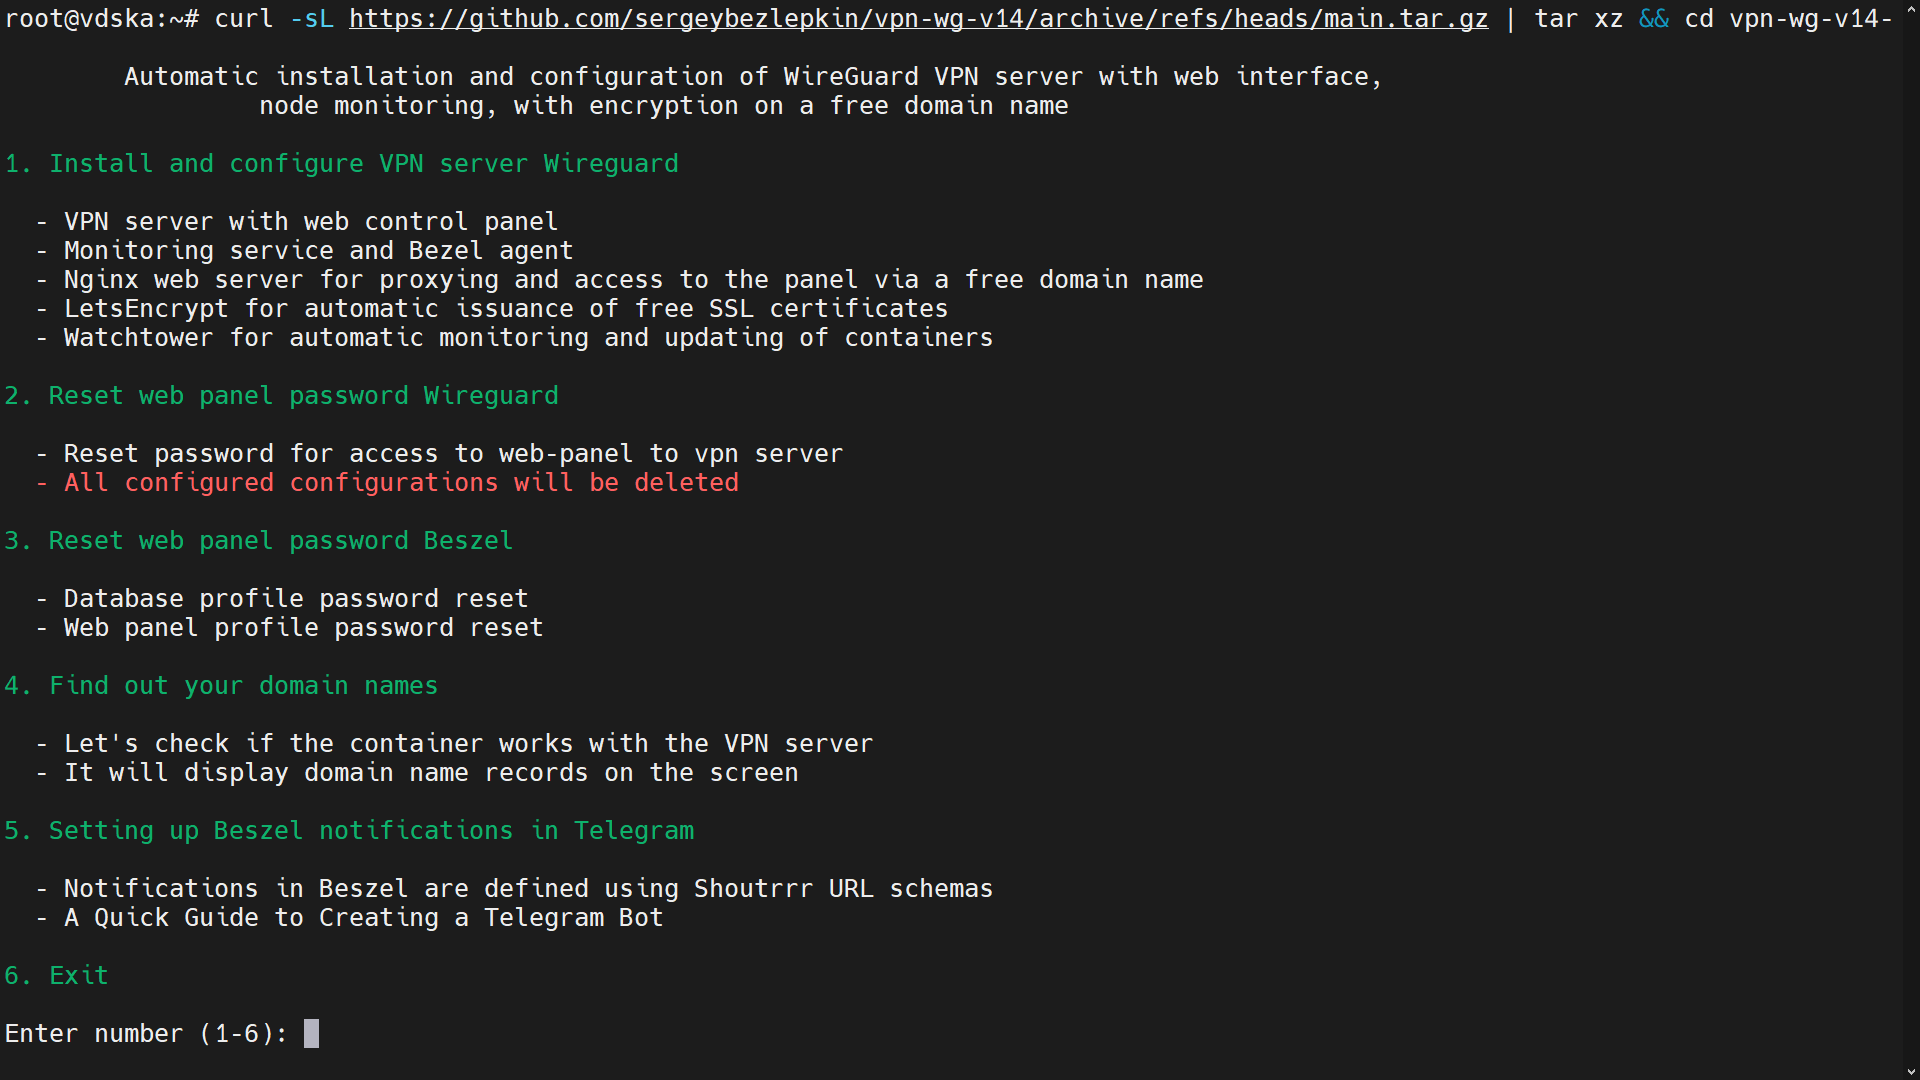 root@vdska:~# curl -sL https://github.com/sergeybezlepkin/vpn-wg-v14/archive/refs/heads/main.tar.gz | tar xz && cd vpn-wg-v14-
Automatic installation and configuration of WireGuard VPN server with web interface,
node monitoring, with encryption on a free domain name
1. Install and configure VPN server Wireguard
- VPN server with web control panel
- Monitoring service and Bezel agent
- Nginx web server for proxying and access to the panel via a free domain name
- LetsEncrypt for automatic issuance of free SSL certificates
- Watchtower for automatic monitoring and updating of containers
2. Reset web panel password Wireguard
- Reset password for access to web-panel to vpn server
- All configured configurations will be deleted
3. Reset web panel password Beszel
- Database profile password reset
- Web panel profile password reset
4. Find out your domain names
- Let's check if the container works with the VPN server
- It will display domain name records on the screen
5. Setting up Beszel notifications in Telegram
- Notifications in Beszel are defined using Shoutrrr URL schemas
- A Quick Guide to Creating a Telegram Bot
6. Exit
Enter number (1-6):